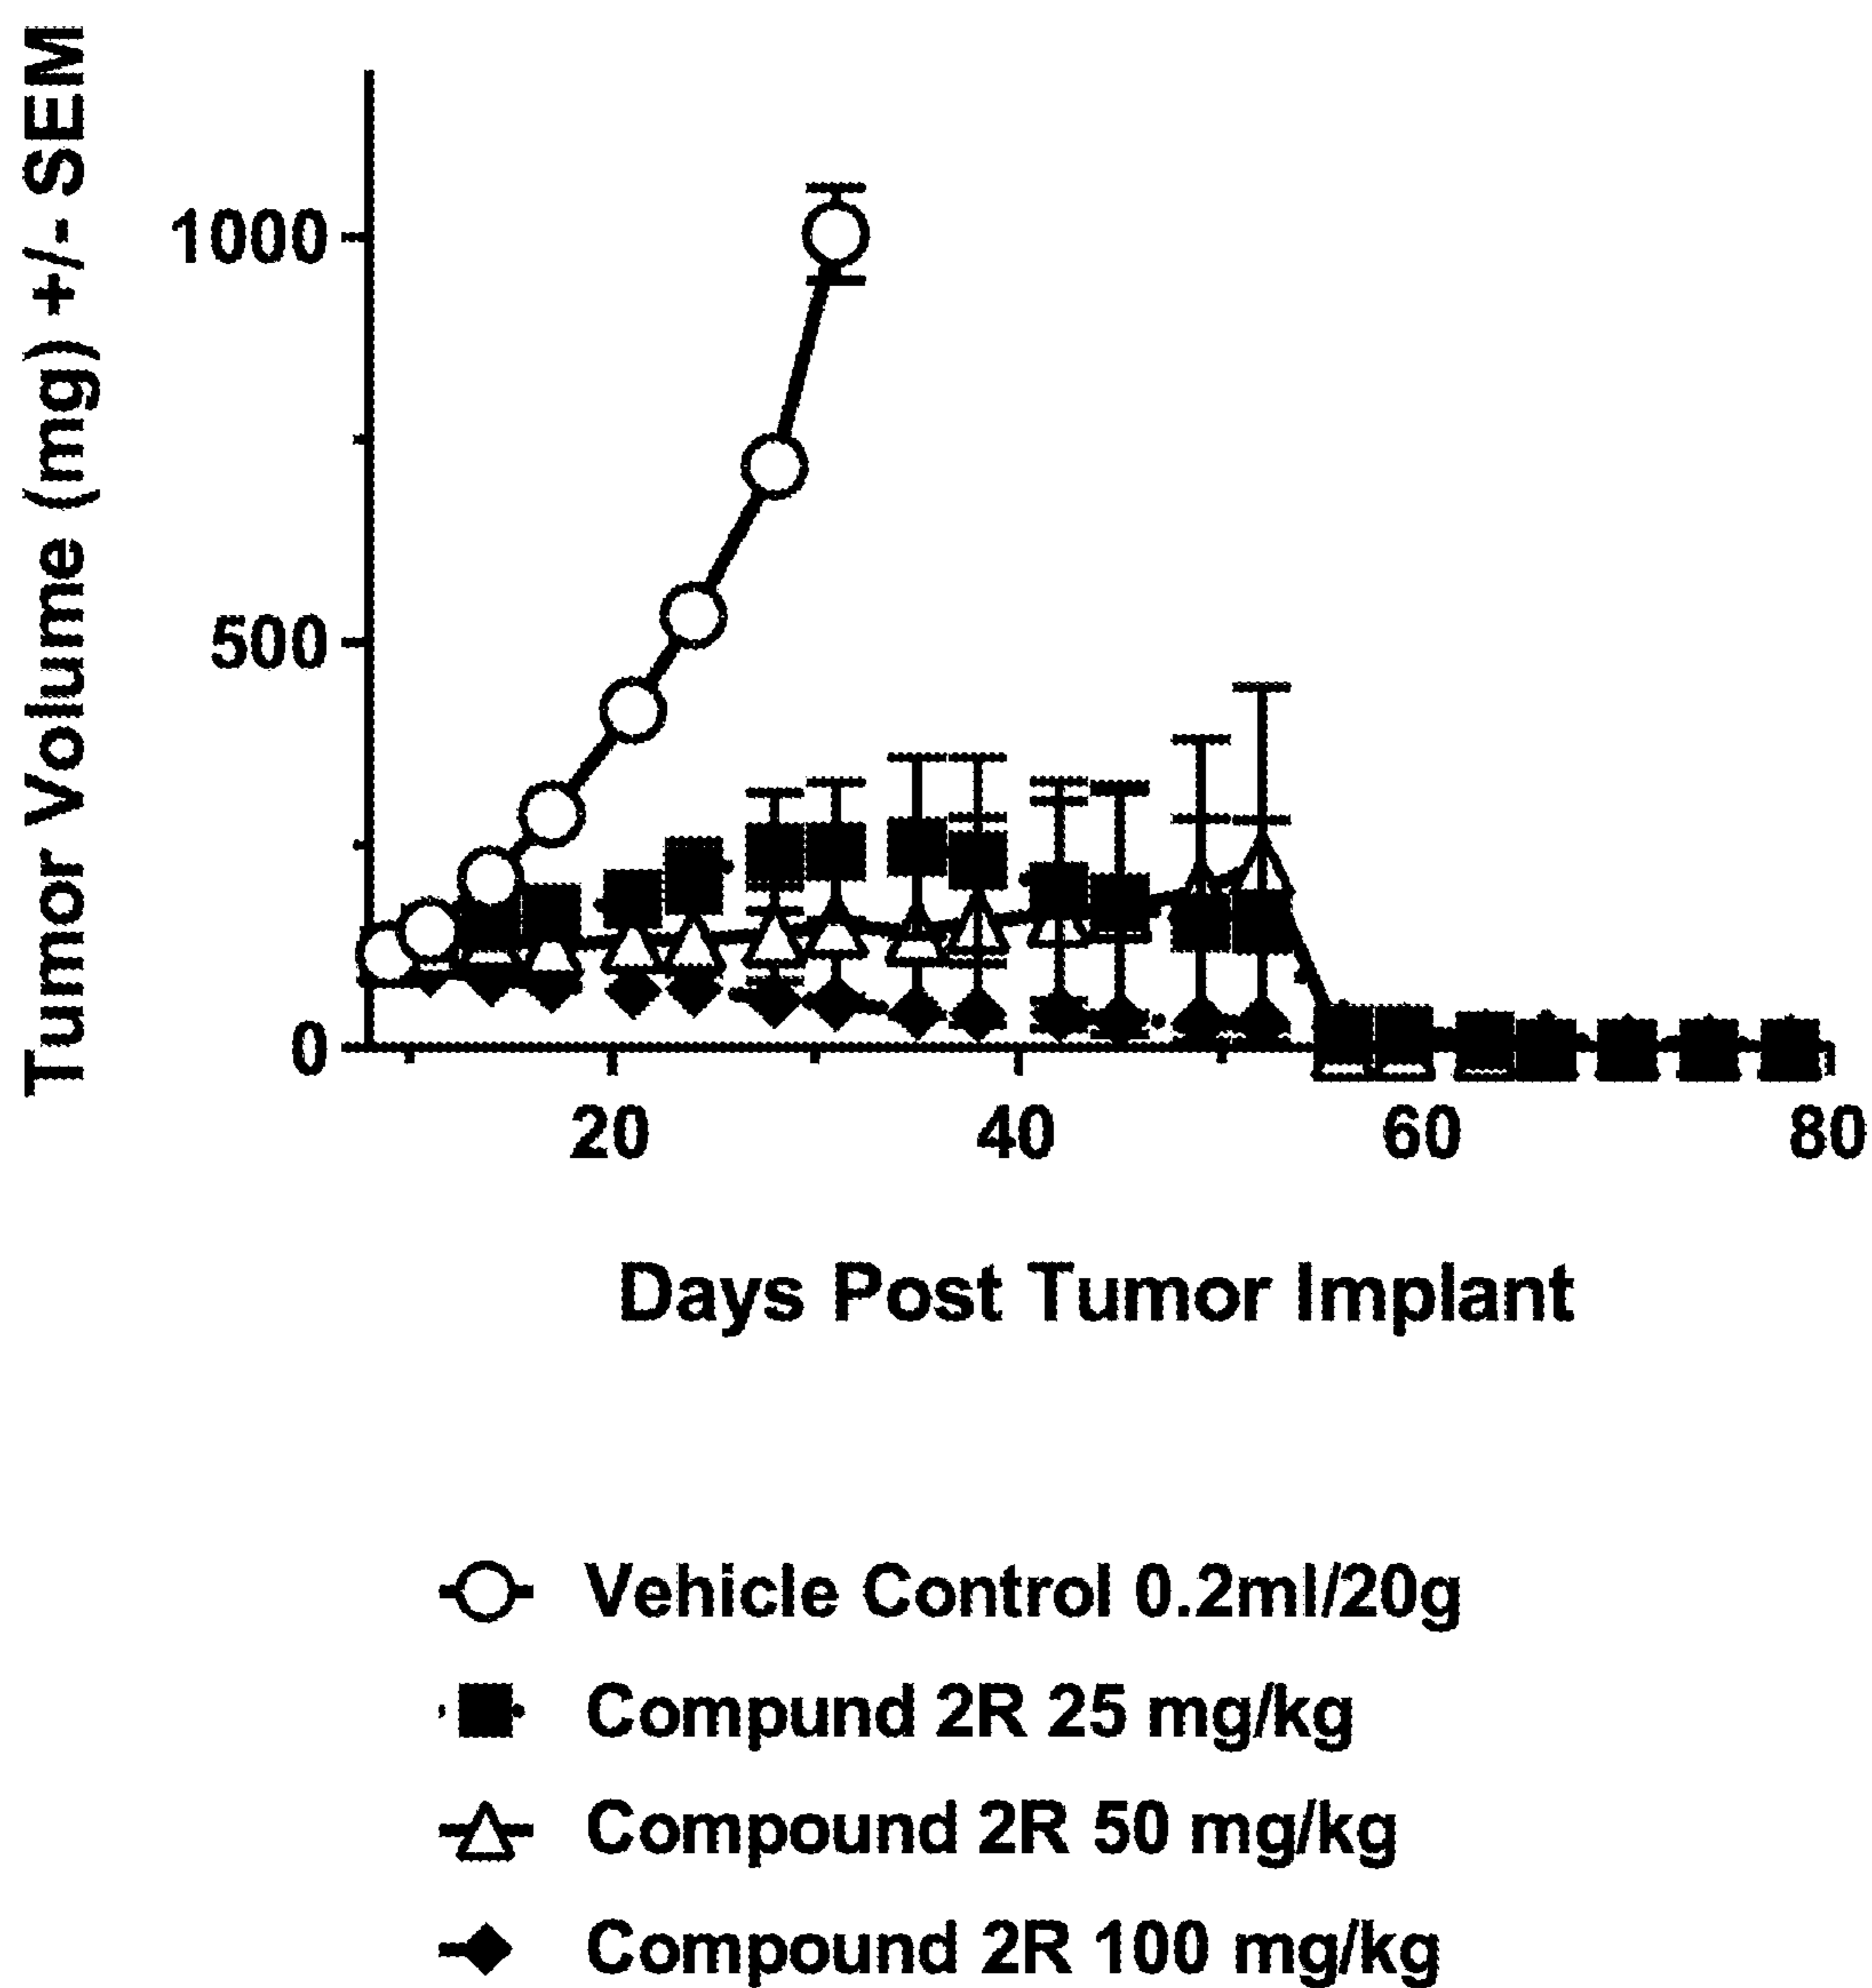 Tumor Volume (mg) +/- SEM
1000
500
0
20 40 60 80
Days Post Tumor Implant
Vehicle Control 0.2ml/20g
Compund 2R 25 mg/kg
Compound 2R 50 mg/kg
Compound 2R 100 mg/kg